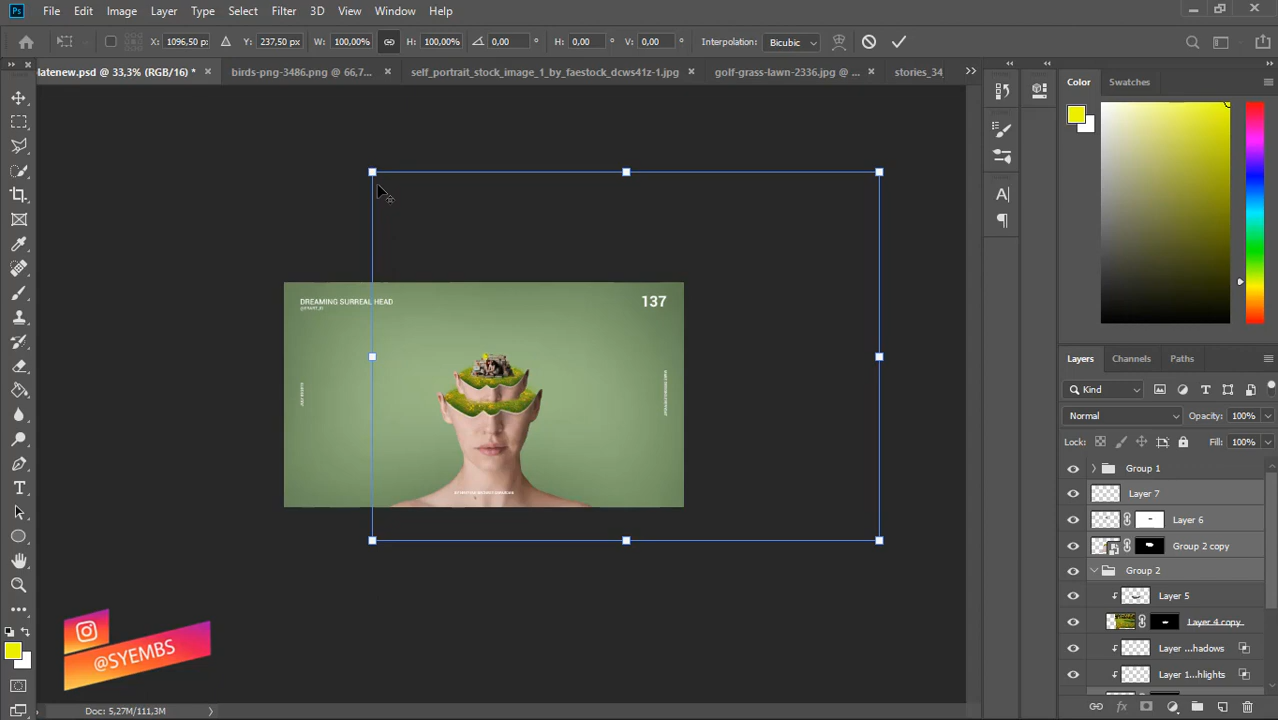 Ps File Edit Image Layer Type Select Filter 3D View Window Help
X: 1096,50 px Y: 237,50 px W: 100,00% H: 100,00% 0,00 ° H: 0,00 ° V: 0,00 ° Interpolation: Bicubic
latenew.psd @ 33,3% (RGB/16) * × birds-png-3486.png @ 66,7... × self_portrait_stock_image_1_by_faestock_dcws41z-1.jpg × golf-grass-lawn-2336.jpg @ ... × stories_34
Color Swatches
DREAMING SURREAL HEAD
137
Layers Channels Paths
Kind
Normal Opacity: 100%
Lock: Fill: 100%
Group 1
Layer 7
Layer 6
Group 2 copy
Group 2
Layer 5
Layer 4 copy
Layer ...hadows
Layer 1...hlights
@SYEMBS
Doc: 5,27M/111,3M